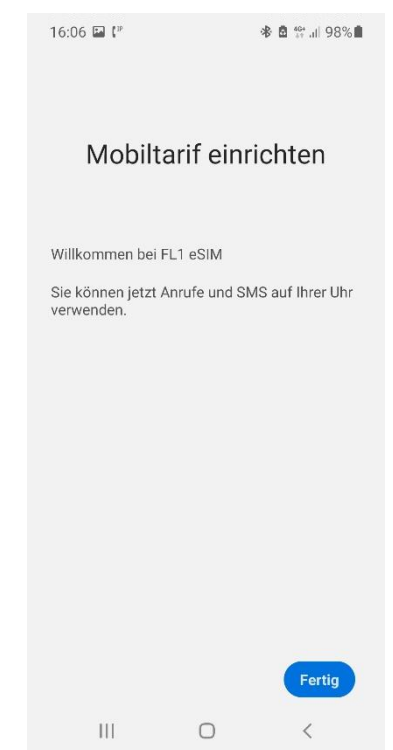 16:06
4G+
98%
Mobiltarif einrichten
Willkommen bei FL1 eSIM
Sie können jetzt Anrufe und SMS auf Ihrer Uhr
verwenden.
Fertig